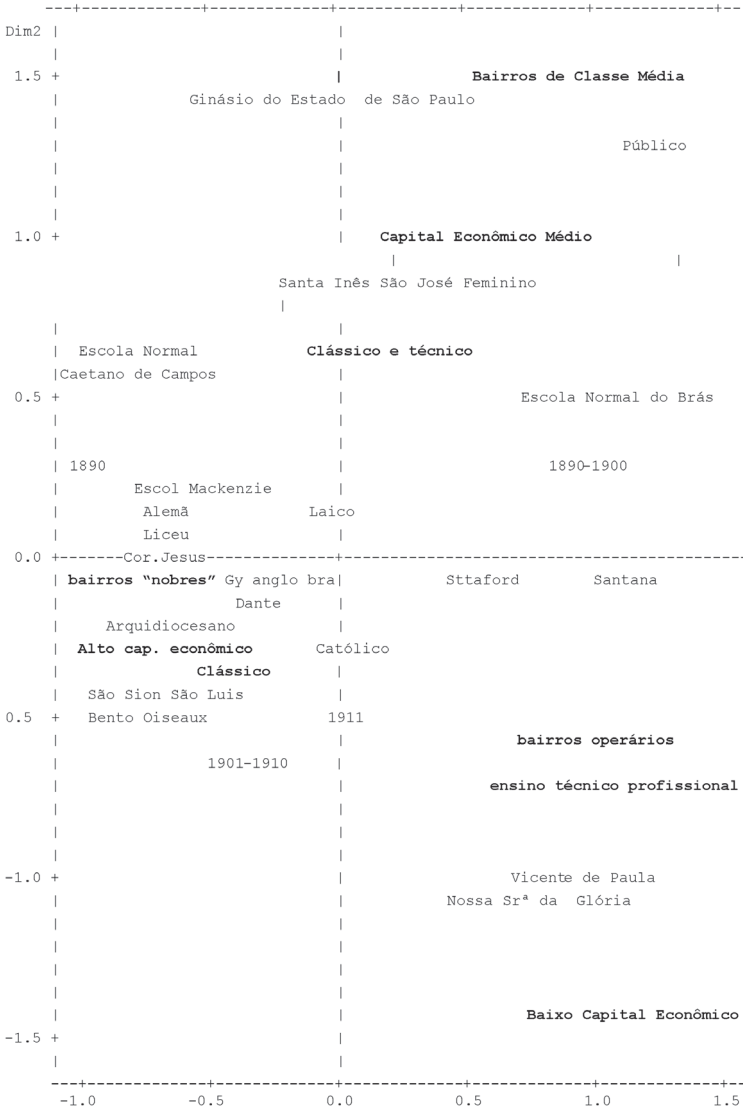 Dim2
1.5 Bairros de Classe Média
Ginásio do Estado de São Paulo
Público
1.0 Capital Econômico Médio
Santa Inês São José Feminino
Escola Normal Clássico e técnico
Caetano de Campos
0.5 Escola Normal do Brás
1890 1890-1900
Escol Mackenzie
Alemã Laico
Liceu
0.0 Cor.Jesus
bairros “nobres” Gy anglo bra Sttaford Santana
Dante
Arquidiocesano
Alto cap. econômico Católico
Clássico
São Sion São Luis
0.5 Bento Oiseaux 1911
bairros operários
1901-1910
ensino técnico profissional
-1.0 Vicente de Paula
Nossa Srª da Glória
Baixo Capital Econômico
-1.5
-1.0 -0.5 0.0 0.5 1.0 1.5